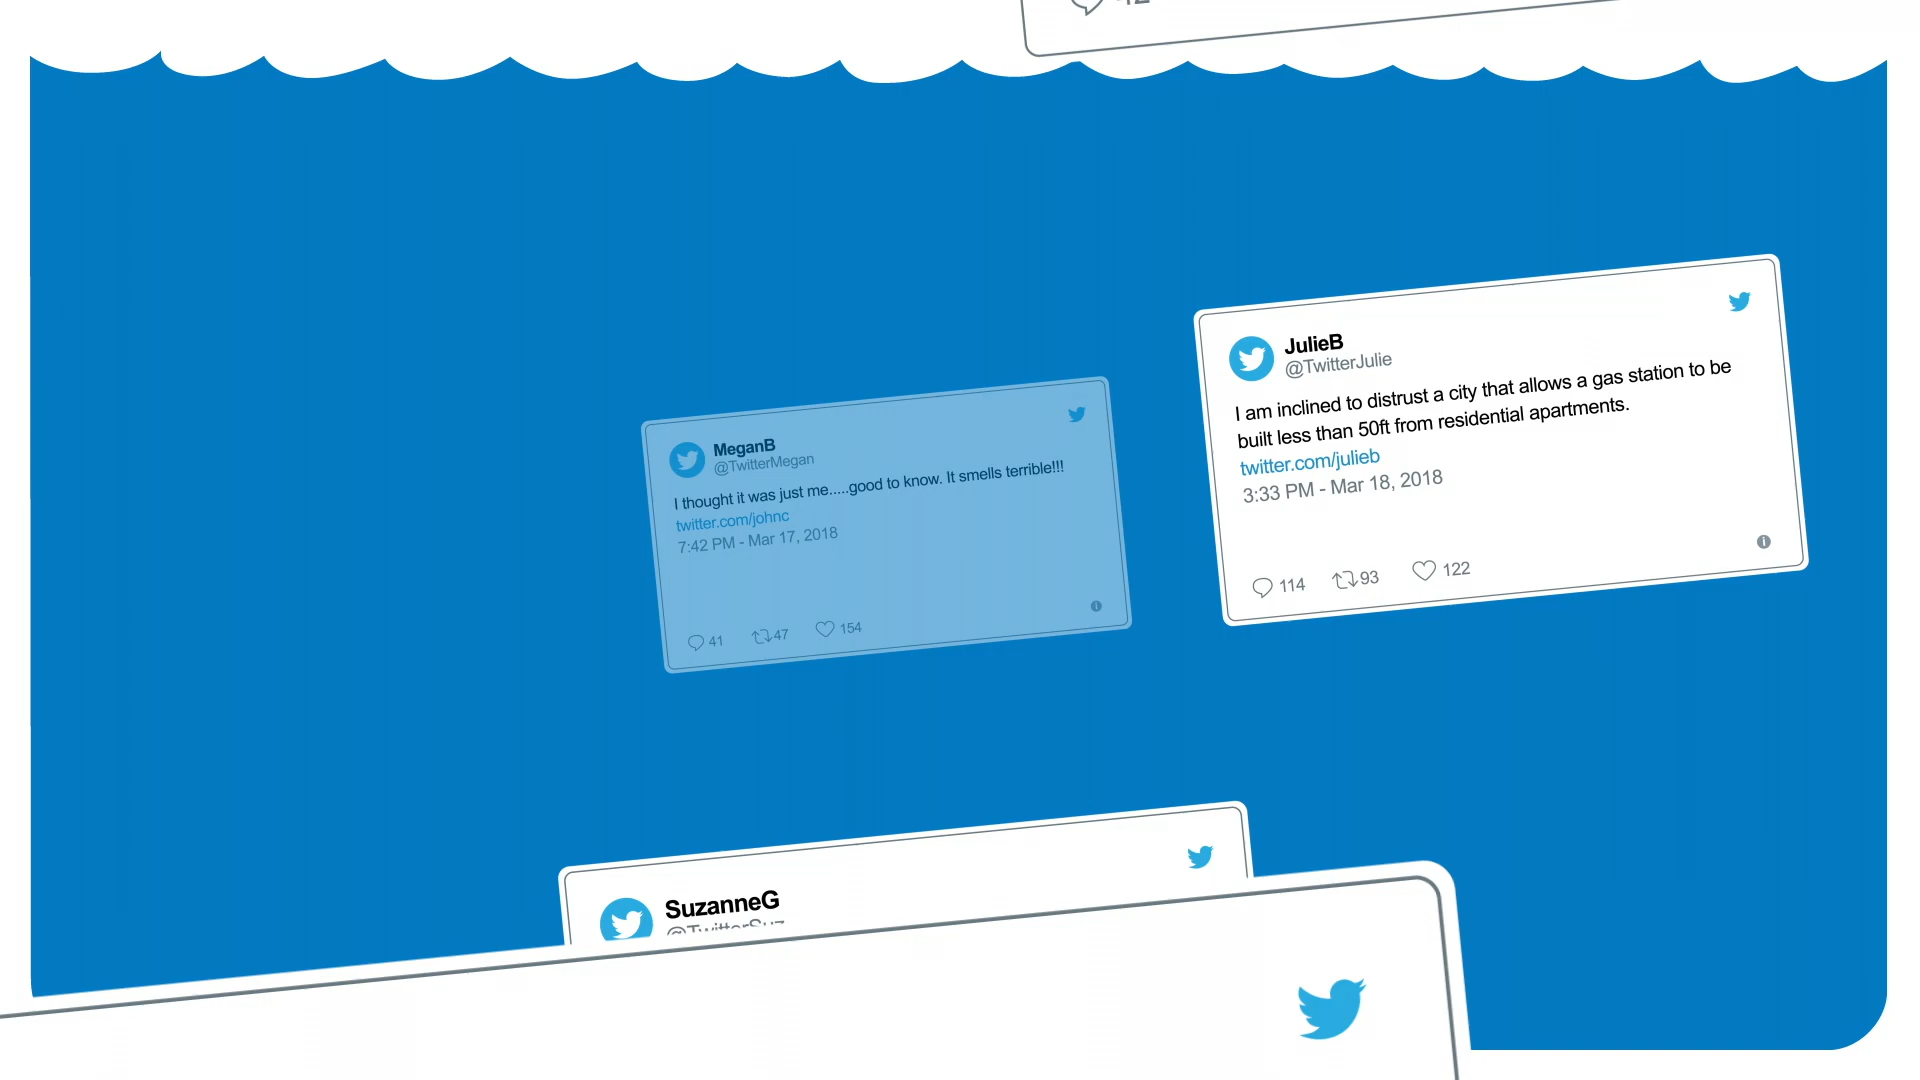 JulieB
@TwitterJulie
I am inclined to distrust a city that allows a gas station to be
built less than 50ft from residential apartments.
twitter.com/julieb
3:33 PM - Mar 18, 2018
114 93 122
MeganB
@TwitterMegan
I thought it was just me.....good to know. It smells terrible!!!
twitter.com/johnc
7:42 PM - Mar 17, 2018
41 47 154
SuzanneG